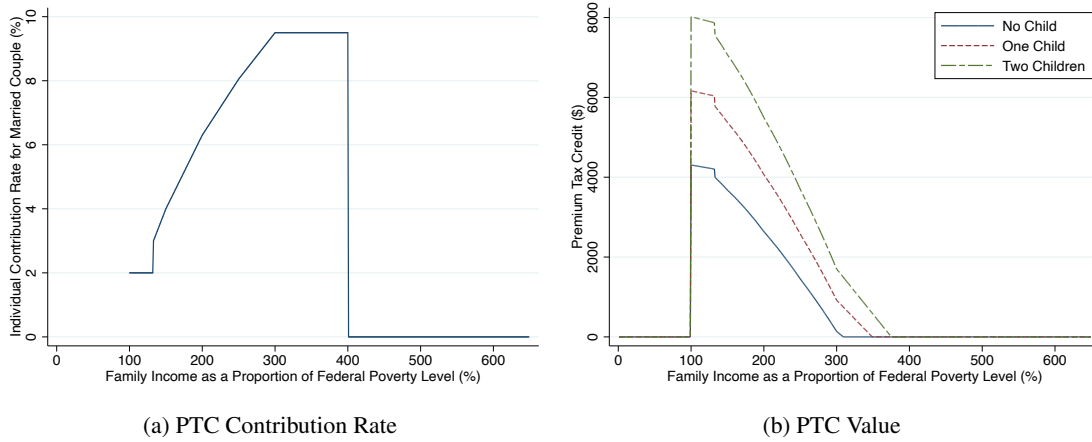 Individual Contribution Rate for Married Couple (%)
10
8
6
4
2
0
0 100 200 300 400 500 600
Family Income as a Proportion of Federal Poverty Level (%)
(a) PTC Contribution Rate
Premium Tax Credit ($)
8000
6000
4000
2000
0
No Child
One Child
Two Children
0 100 200 300 400 500 600
Family Income as a Proportion of Federal Poverty Level (%)
(b) PTC Value